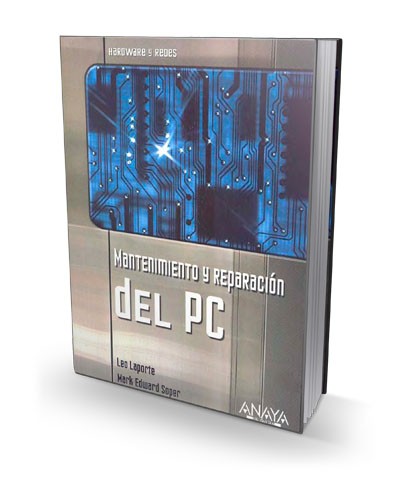 HARDWARE Y REDES
MANTENIMIENTO Y REPARACIÓN
DEL PC
Leo Laporte
Mark Edward Soper
ANAYA